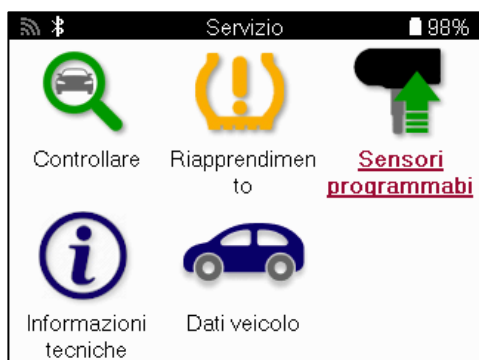 Servizio 98%
Controllare Riapprendimen Sensori
to programmabi
Informazioni Dati veicolo
tecniche